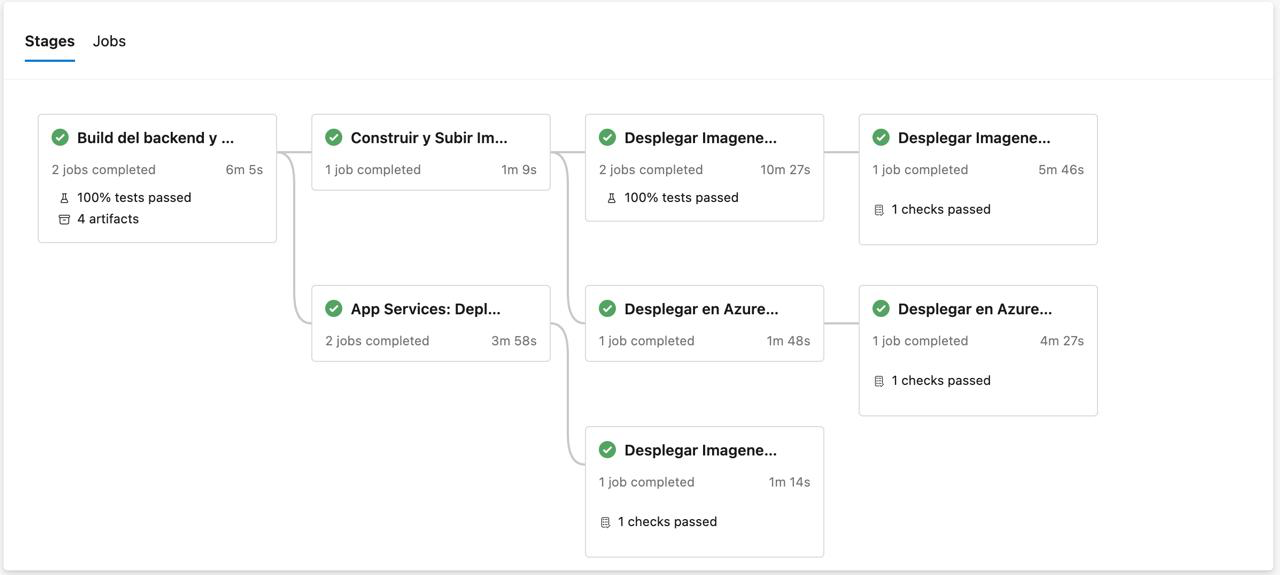 Stages Jobs
Build del backend y ...
2 jobs completed 6m 5s
100% tests passed
4 artifacts
Construir y Subir Im...
1 job completed 1m 9s
Desplegar Imagene...
2 jobs completed 10m 27s
100% tests passed
Desplegar Imagene...
1 job completed 5m 46s
1 checks passed
App Services: Depl...
2 jobs completed 3m 58s
Desplegar en Azure...
1 job completed 1m 48s
Desplegar en Azure...
1 job completed 4m 27s
1 checks passed
Desplegar Imagene...
1 job completed 1m 14s
1 checks passed